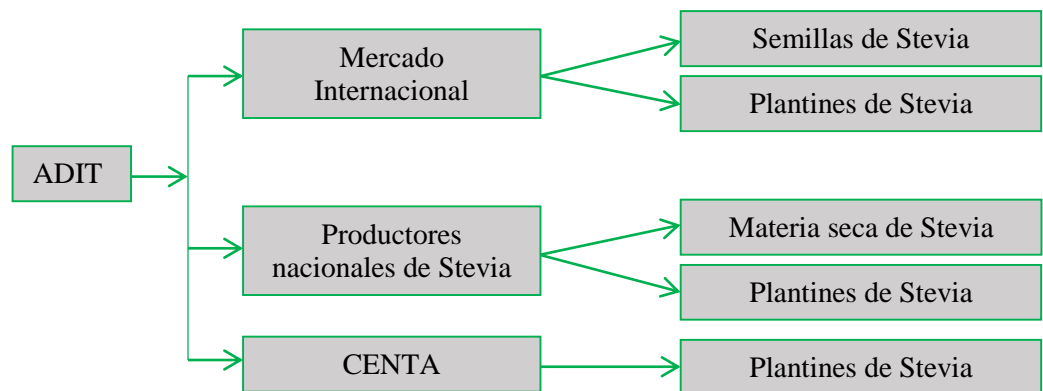 ADIT
Mercado
Internacional
Semillas de Stevia
Plantines de Stevia
Productores
nacionales de Stevia
Materia seca de Stevia
Plantines de Stevia
CENTA
Plantines de Stevia